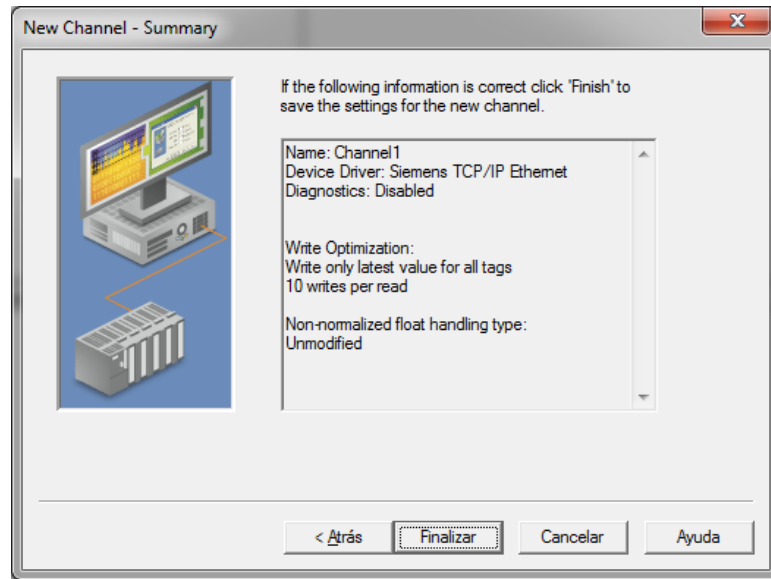 New Channel - Summary
If the following information is correct click 'Finish' to
save the settings for the new channel.
Name: Channel1
Device Driver: Siemens TCP/IP Ethernet
Diagnostics: Disabled
Write Optimization:
Write only latest value for all tags
10 writes per read
Non-normalized float handling type:
Unmodified
< Atrás
Finalizar
Cancelar
Ayuda